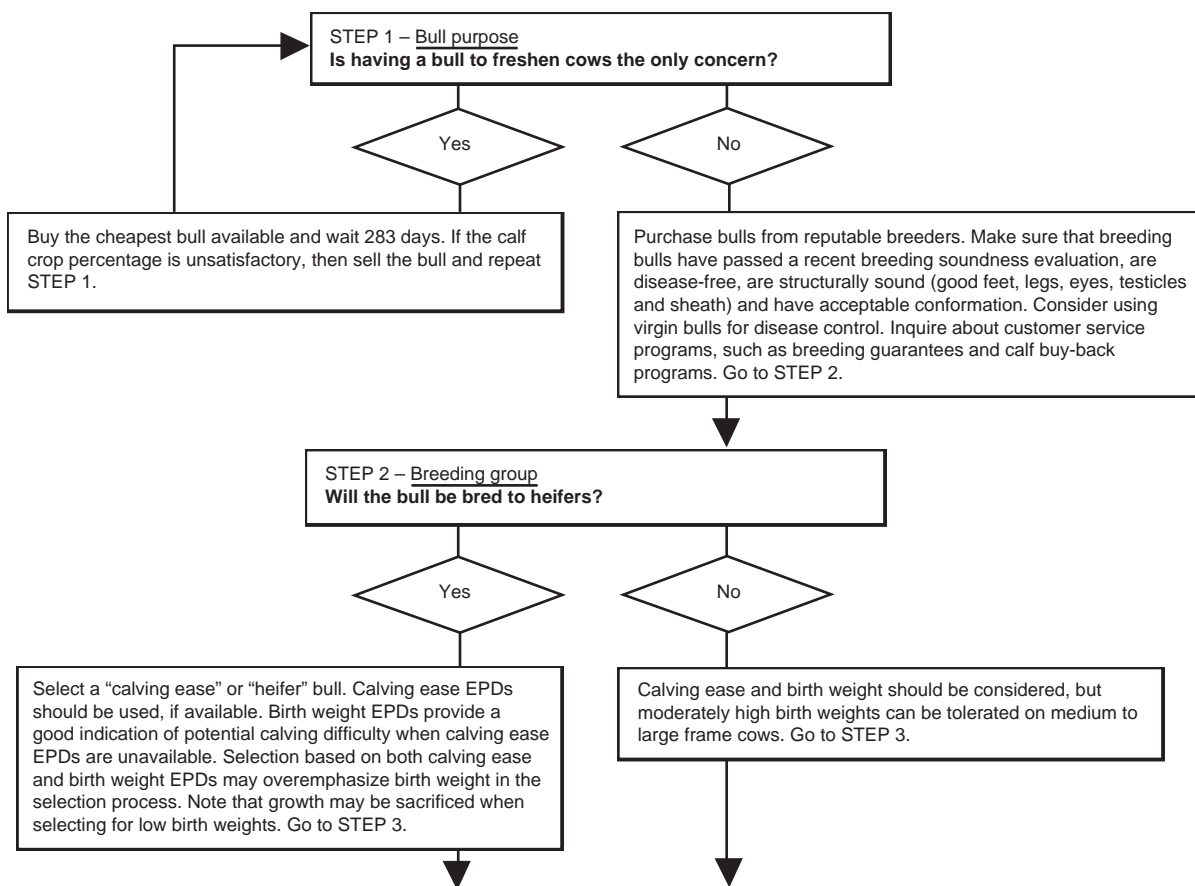 STEP 1 – Bull purpose
Is having a bull to freshen cows the only concern?
Yes
No
Buy the cheapest bull available and wait 283 days. If the calf
crop percentage is unsatisfactory, then sell the bull and repeat
STEP 1.
Purchase bulls from reputable breeders. Make sure that breeding
bulls have passed a recent breeding soundness evaluation, are
disease-free, are structurally sound (good feet, legs, eyes, testicles
and sheath) and have acceptable conformation. Consider using
virgin bulls for disease control. Inquire about customer service
programs, such as breeding guarantees and calf buy-back
programs. Go to STEP 2.
STEP 2 – Breeding group
Will the bull be bred to heifers?
Yes
No
Select a “calving ease” or “heifer” bull. Calving ease EPDs
should be used, if available. Birth weight EPDs provide a
good indication of potential calving difficulty when calving ease
EPDs are unavailable. Selection based on both calving ease
and birth weight EPDs may overemphasize birth weight in the
selection process. Note that growth may be sacrificed when
selecting for low birth weights. Go to STEP 3.
Calving ease and birth weight should be considered, but
moderately high birth weights can be tolerated on medium to
large frame cows. Go to STEP 3.